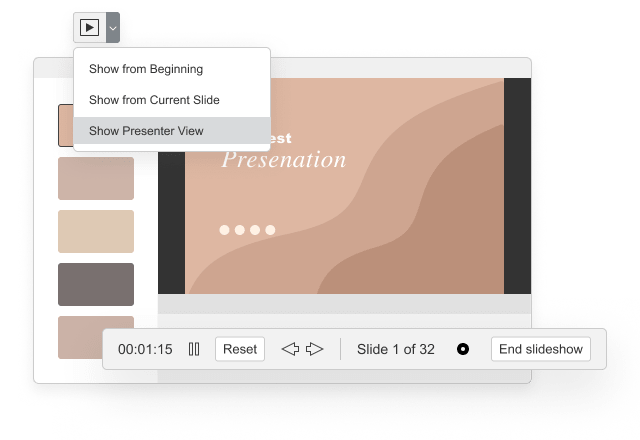 Show from Beginning
Show from Current Slide
Show Presenter View
Presenation
00:01:15
Reset
Slide 1 of 32
End slideshow